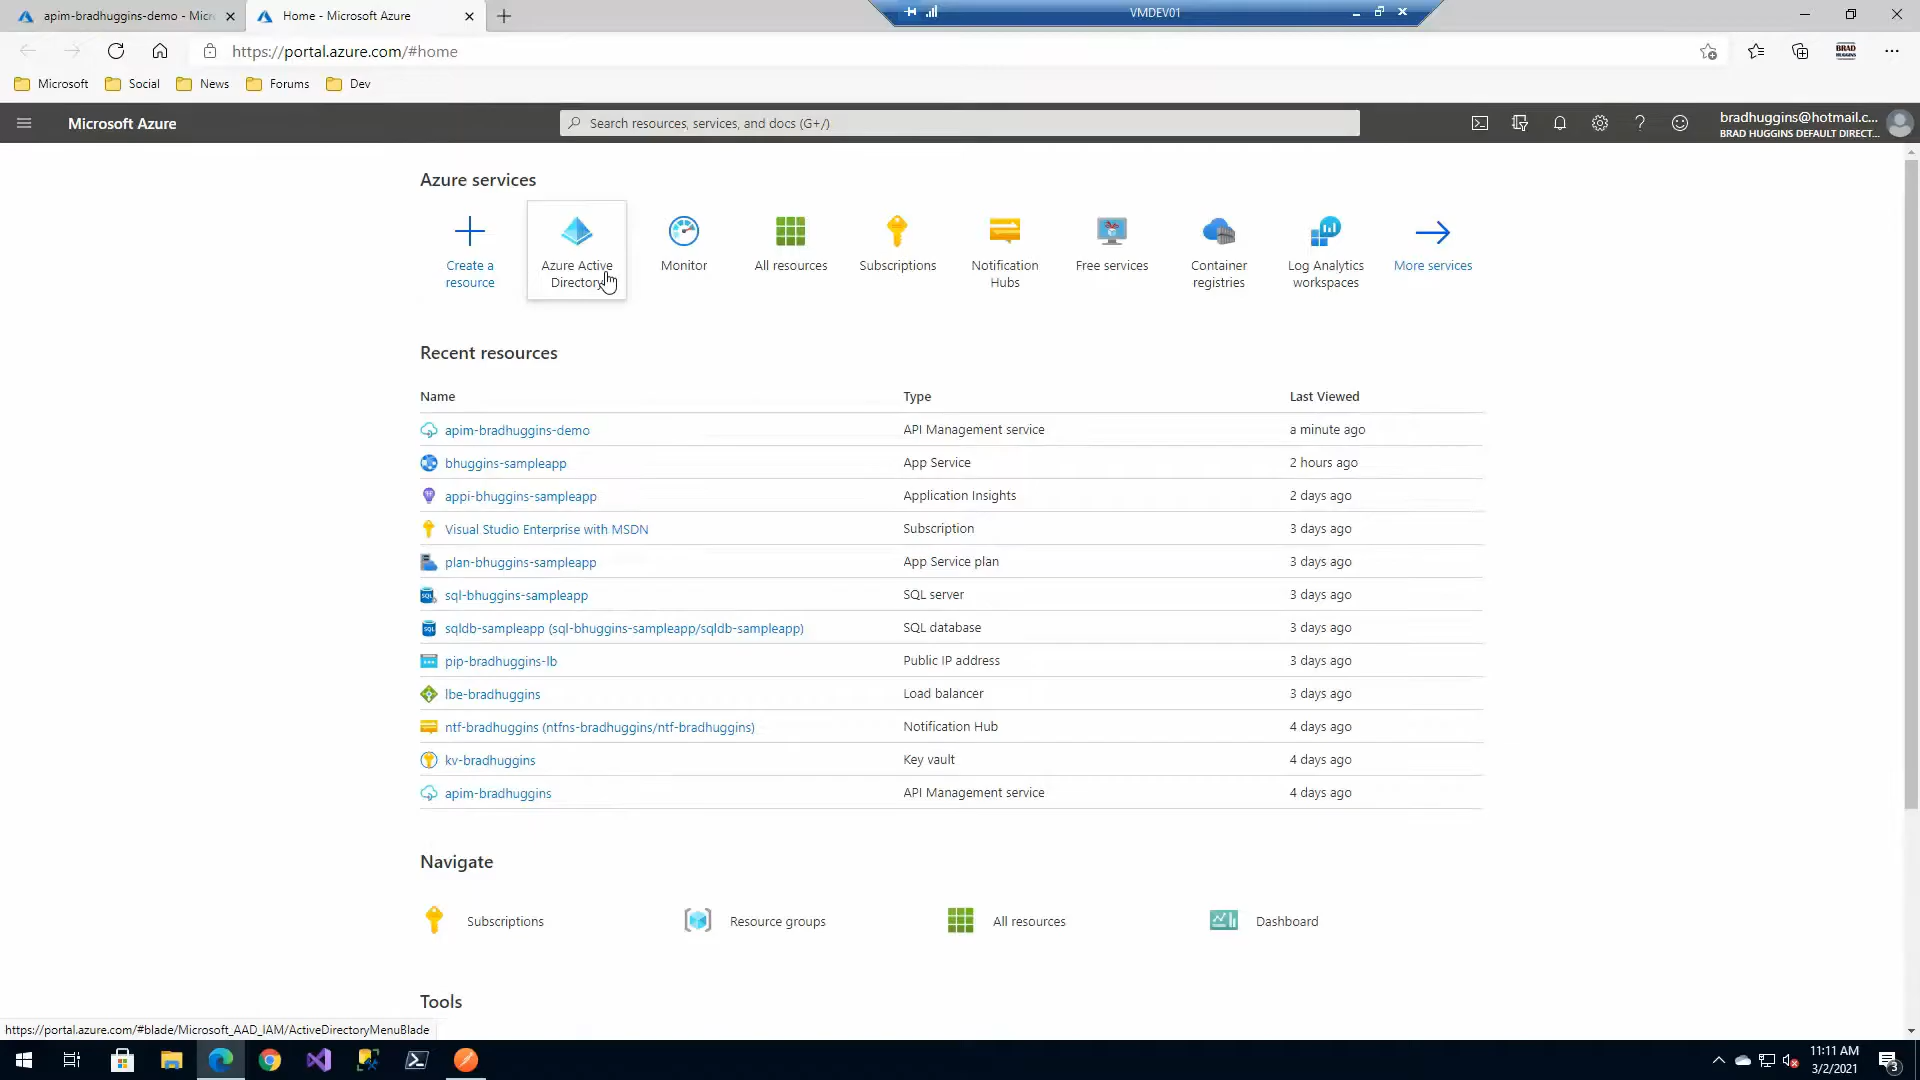 apim-bradhuggins-demo - Micr
Home - Microsoft Azure
VMDEV01
https://portal.azure.com/#home
BRAD HUGGINS
Microsoft
Social
News
Forums
Dev
Microsoft Azure
Search resources, services, and docs (G+/)
bradhuggins@hotmail.c...
BRAD HUGGINS DEFAULT DIRECT...
Azure services
Create a resource
Azure Active Directory
Monitor
All resources
Subscriptions
Notification Hubs
Free services
Container registries
Log Analytics workspaces
More services
Recent resources
Name Type Last Viewed
apim-bradhuggins-demo API Management service a minute ago
bhuggins-sampleapp App Service 2 hours ago
appi-bhuggins-sampleapp Application Insights 2 days ago
Visual Studio Enterprise with MSDN Subscription 3 days ago
plan-bhuggins-sampleapp App Service plan 3 days ago
sql-bhuggins-sampleapp SQL server 3 days ago
sqldb-sampleapp (sql-bhuggins-sampleapp/sqldb-sampleapp) SQL database 3 days ago
pip-bradhuggins-lb Public IP address 3 days ago
lbe-bradhuggins Load balancer 3 days ago
ntf-bradhuggins (ntfns-bradhuggins/ntf-bradhuggins) Notification Hub 4 days ago
kv-bradhuggins Key vault 4 days ago
apim-bradhuggins API Management service 4 days ago
Navigate
Subscriptions
Resource groups
All resources
Dashboard
Tools
https://portal.azure.com/#blade/Microsoft_AAD_IAM/ActiveDirectoryMenuBlade
11:11 AM
3/2/2021
3